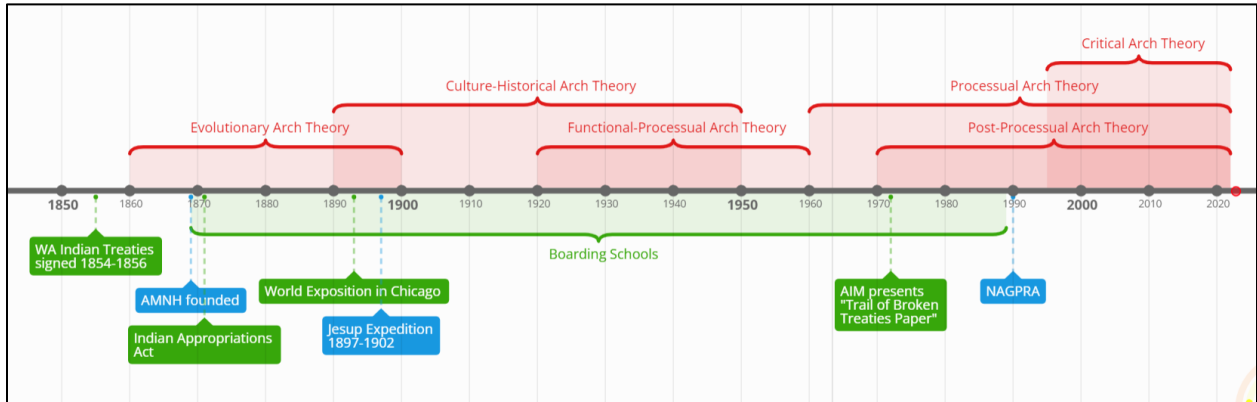 Critical Arch Theory
Culture-Historical Arch Theory
Processual Arch Theory
Evolutionary Arch Theory
Functional-Processual Arch Theory
Post-Processual Arch Theory
1850
1860
1870
1880
1890
1900
1910
1920
1930
1940
1950
1960
1970
1980
1990
2000
2010
2020
WA Indian Treaties
signed 1854-1856
Boarding Schools
AMNH founded
World Exposition in Chicago
AIM presents
"Trail of Broken
Treaties Paper"
NAGPRA
Indian Appropriations
Act
Jesup Expedition
1897-1902